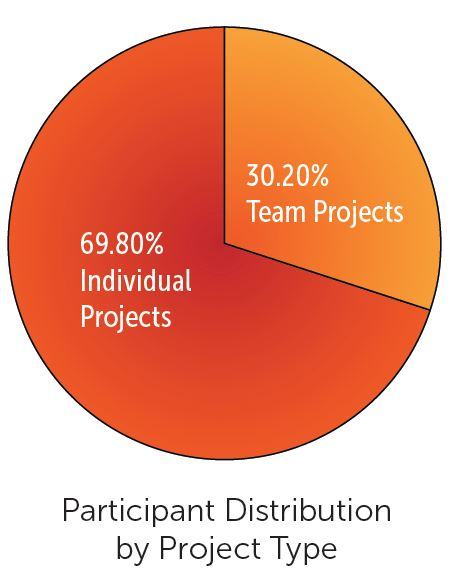 30.20%
Team Projects
69.80%
Individual
Projects
Participant Distribution
by Project Type